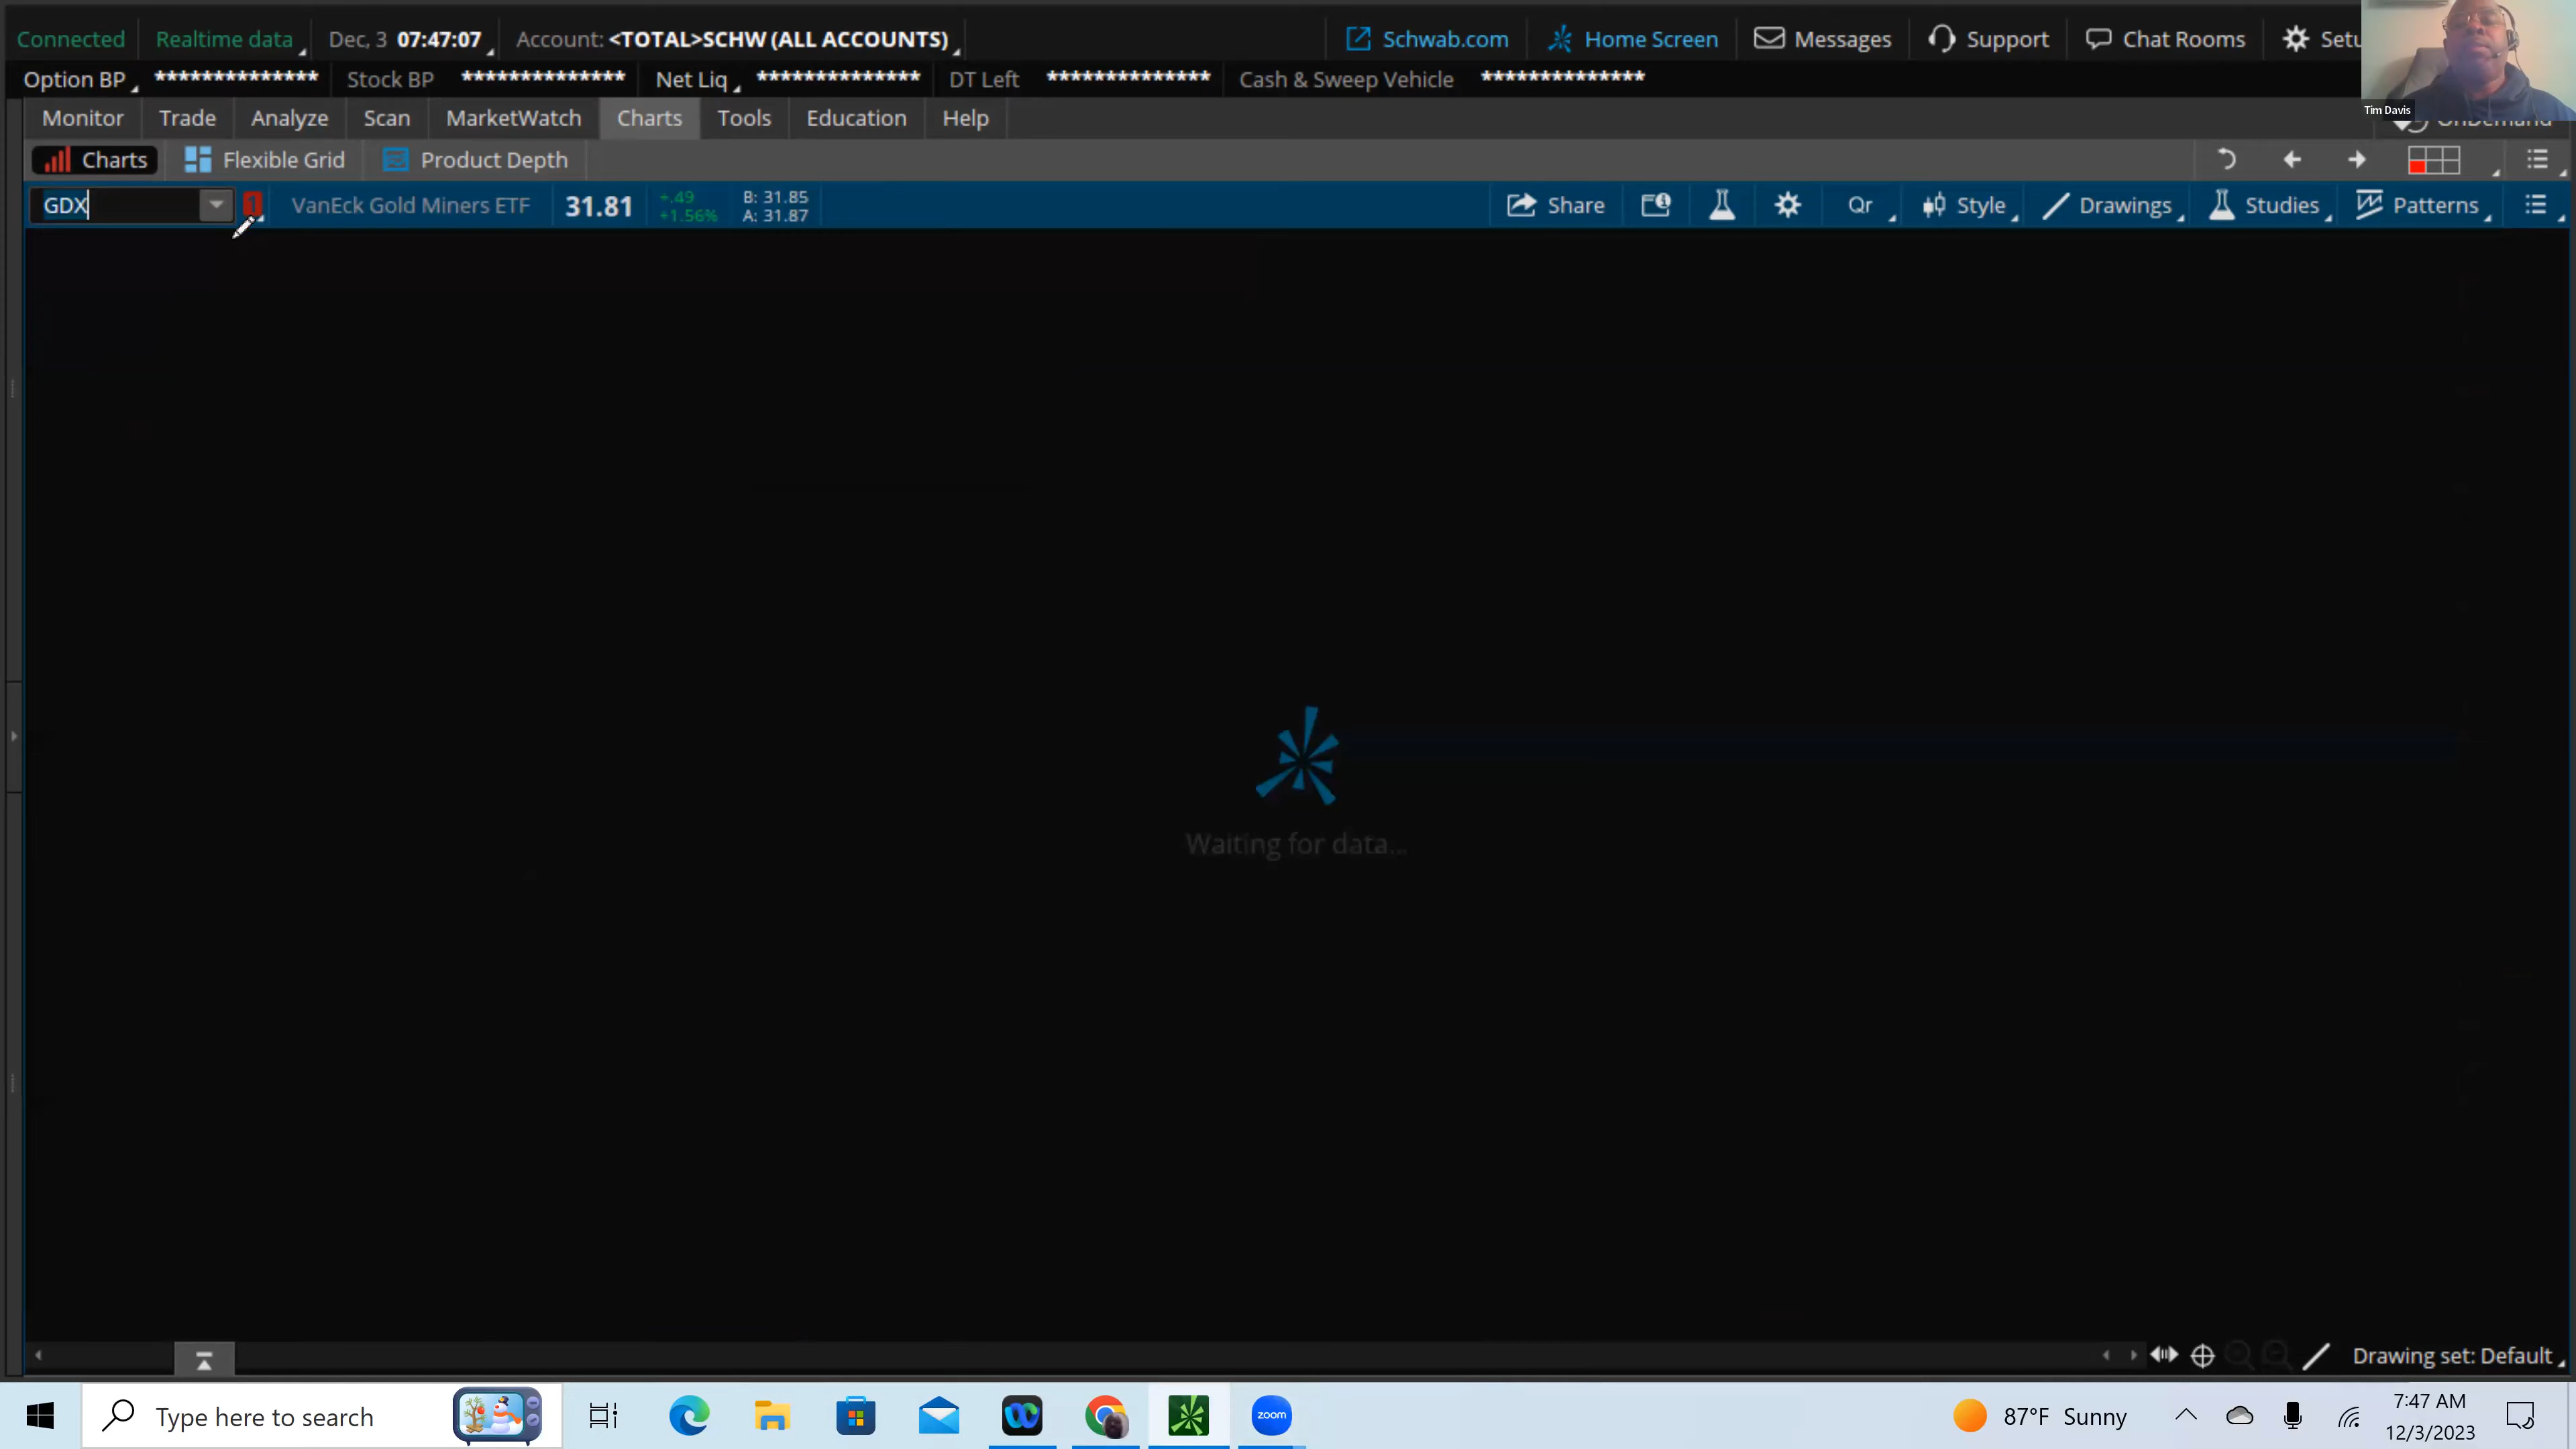 Connected Realtime data Dec, 3 07:47:07 Account: <TOTAL>SCHW (ALL ACCOUNTS) Schwab.com Home Screen Messages Support Chat Rooms Setu
Option BP ************** Stock BP ************** Net Liq ************** DT Left ************** Cash & Sweep Vehicle **************
Tim Davis
Monitor Trade Analyze Scan MarketWatch Charts Tools Education Help OnDemand
Charts Flexible Grid Product Depth
GDX 1 VanEck Gold Miners ETF 31.81 +.49 B: 31.85 Share Qr Style Drawings Studies Patterns
+1.56% A: 31.87
Waiting for data...
Drawing set: Default
Type here to search zoom 87°F Sunny 7:47 AM
12/3/2023